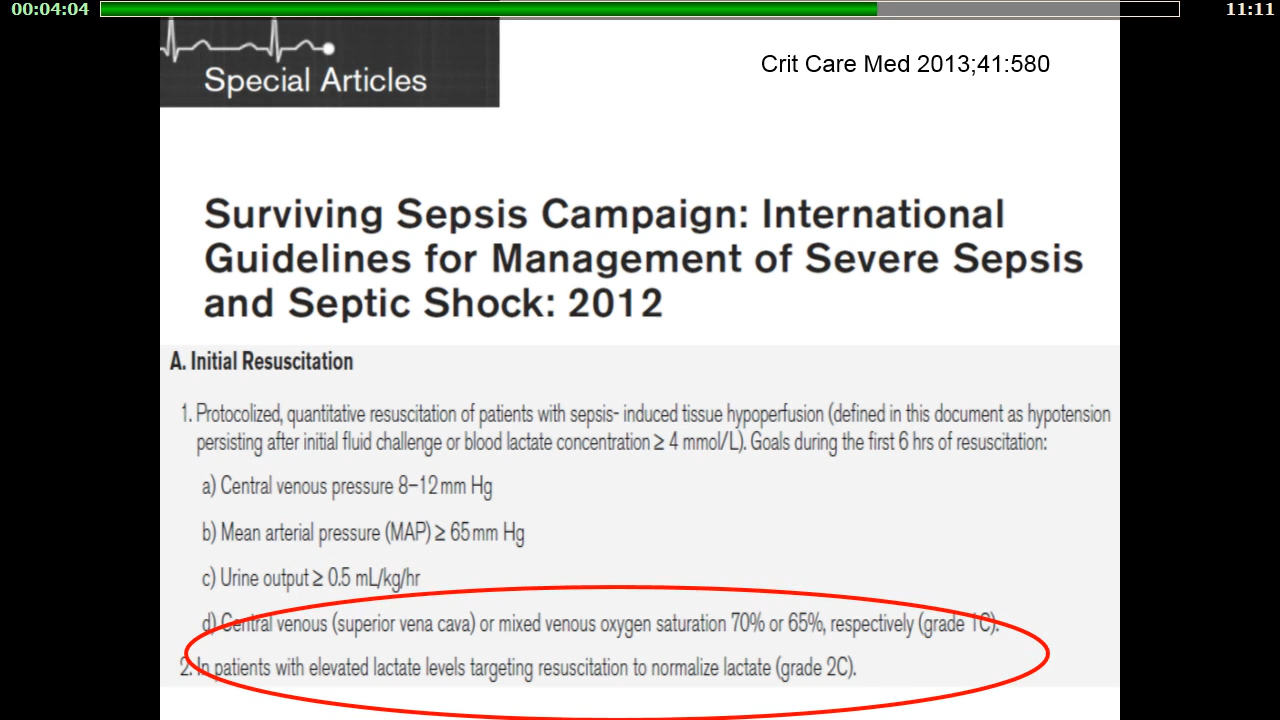 00:04:04
11:11
Special Articles
Crit Care Med 2013;41:580
Surviving Sepsis Campaign: International
Guidelines for Management of Severe Sepsis
and Septic Shock: 2012
A. Initial Resuscitation
1. Protocolized, quantitative resuscitation of patients with sepsis- induced tissue hypoperfusion (defined in this document as hypotension
persisting after initial fluid challenge or blood lactate concentration ≥ 4 mmol/L). Goals during the first 6 hrs of resuscitation:
a) Central venous pressure 8–12 mm Hg
b) Mean arterial pressure (MAP) ≥ 65 mm Hg
c) Urine output ≥ 0.5 mL/kg/hr
d) Central venous (superior vena cava) or mixed venous oxygen saturation 70% or 65%, respectively (grade 1C).
2. In patients with elevated lactate levels targeting resuscitation to normalize lactate (grade 2C).